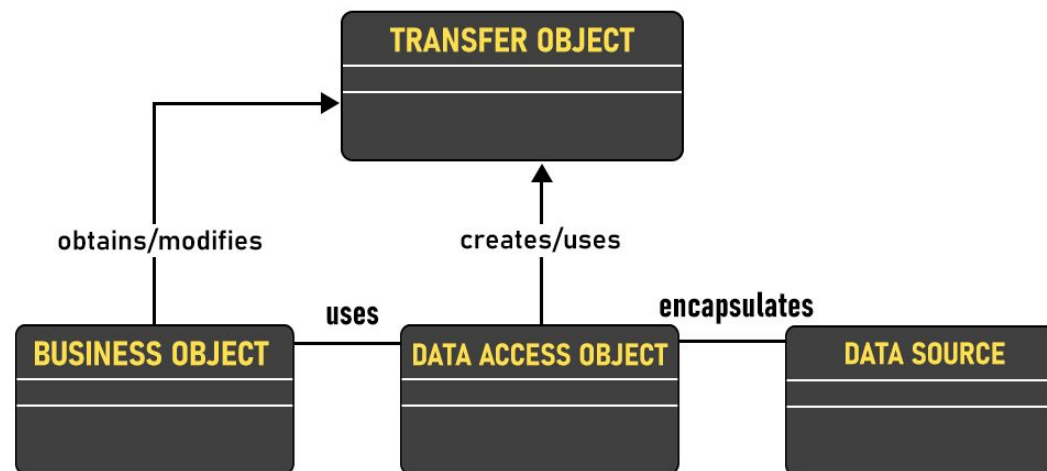 TRANSFER OBJECT
obtains/modifies
creates/uses
uses
encapsulates
BUSINESS OBJECT
DATA ACCESS OBJECT
DATA SOURCE